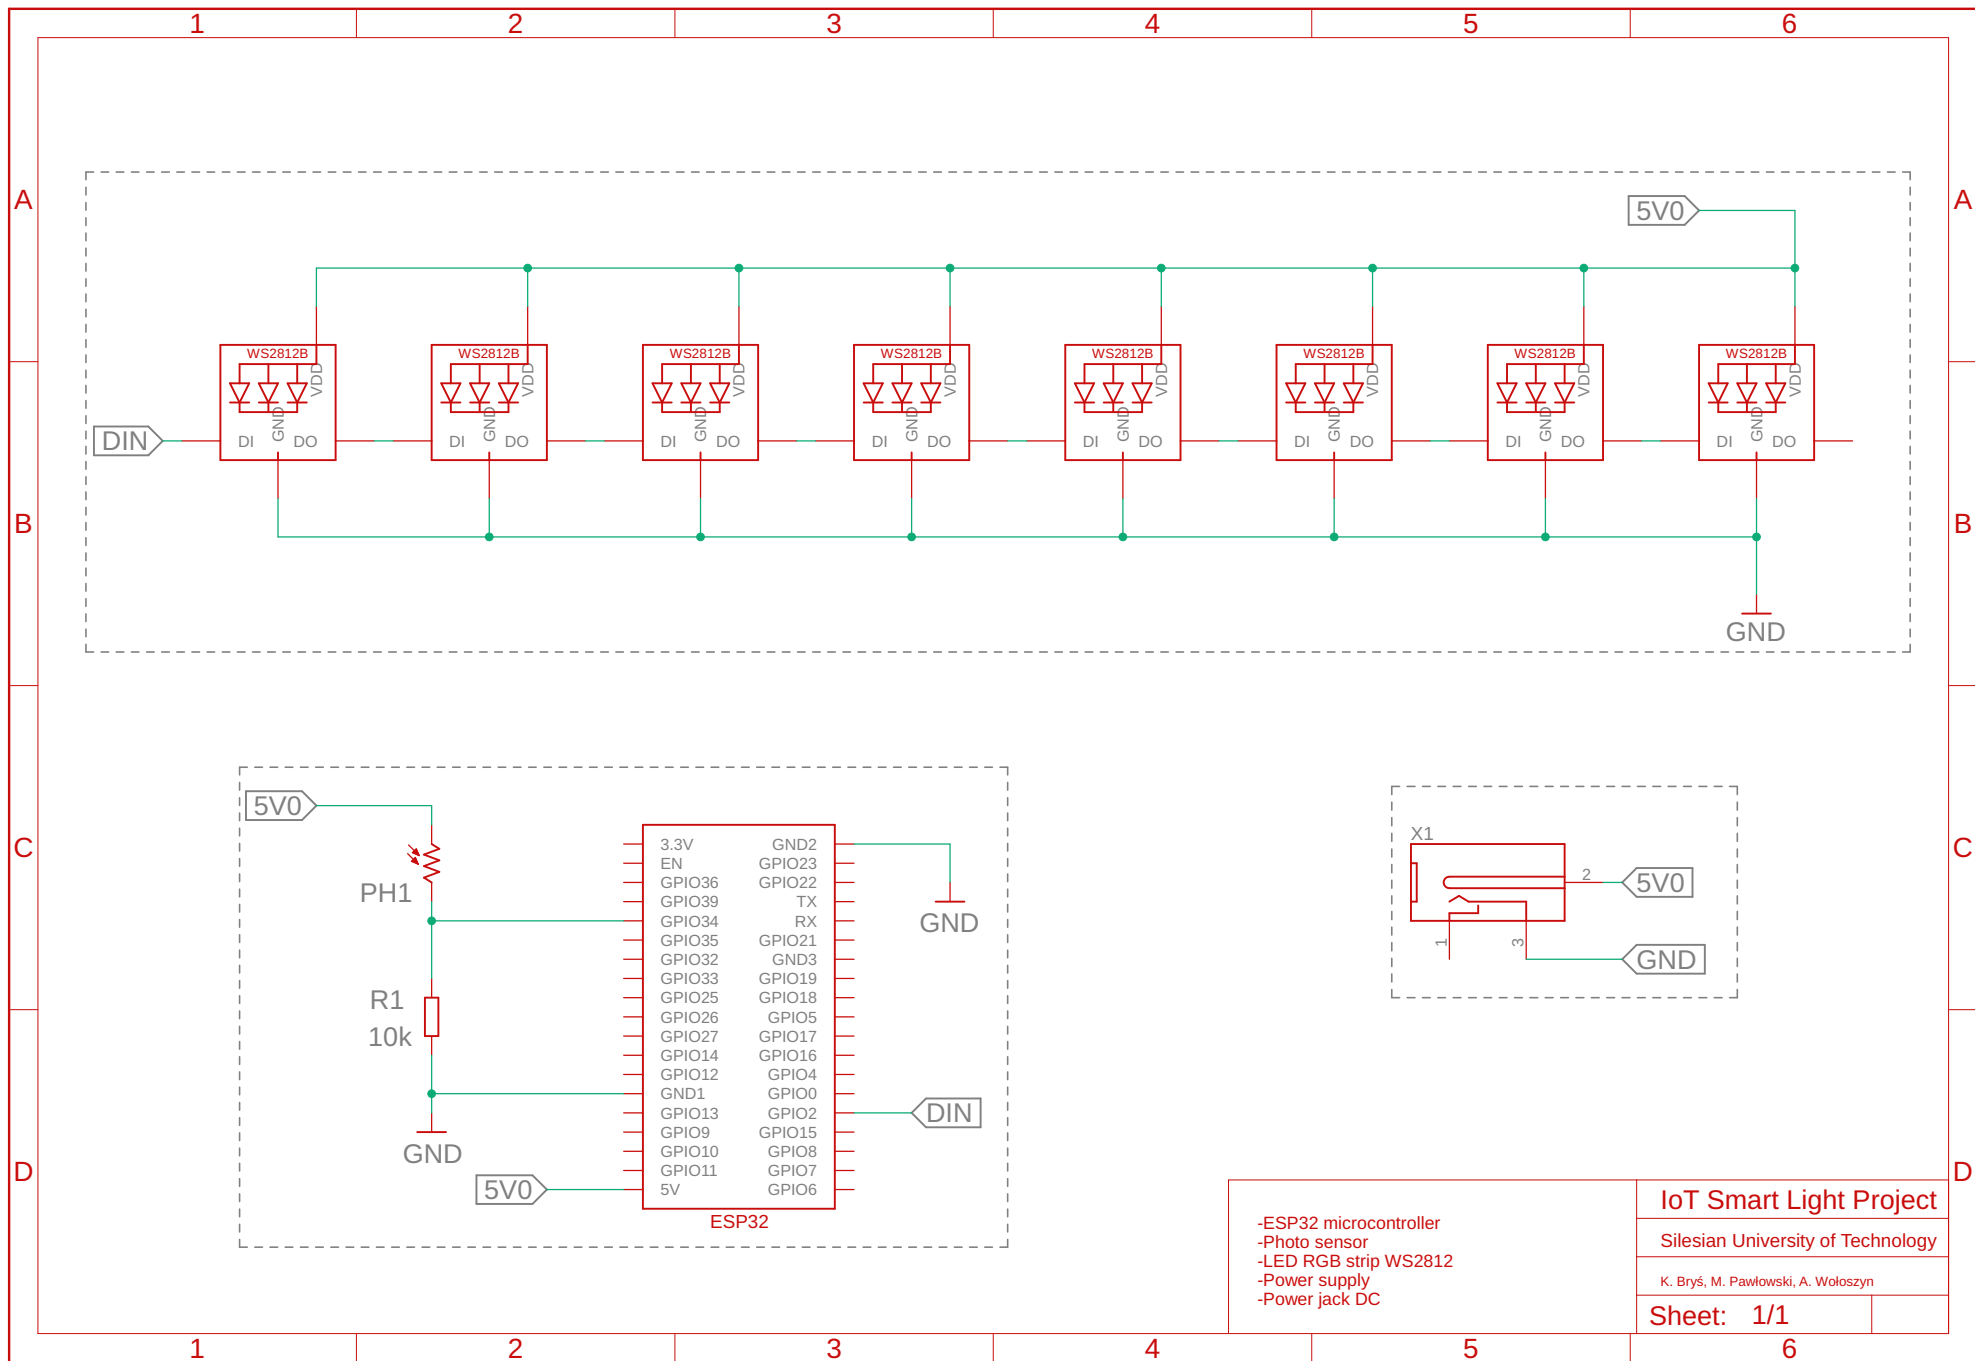 1 2 3 4 5 6
A A
5V0
WS2812B WS2812B WS2812B WS2812B WS2812B WS2812B WS2812B WS2812B
VDD VDD VDD VDD VDD VDD VDD VDD
GND GND GND GND GND GND GND GND
DIN DI DO DI DO DI DO DI DO DI DO DI DO DI DO DI DO
B B
GND
5V0
X1
C C
3.3V GND2
EN GPIO23
PH1 GPIO36 GPIO22 2 5V0
GPIO39 TX
GPIO34 RX GND
GPIO35 GPIO21 1 3
GPIO32 GND3 GND
GPIO33 GPIO19
R1 GPIO25 GPIO18
GPIO26 GPIO5
10k GPIO27 GPIO17
GPIO14 GPIO16
GPIO12 GPIO4
GND1 GPIO0
GPIO13 GPIO2 DIN
GPIO9 GPIO15
GND GPIO10 GPIO8
D GPIO11 GPIO7 D
5V0 5V GPIO6
ESP32
-ESP32 microcontroller
-Photo sensor
-LED RGB strip WS2812
-Power supply
-Power jack DC
IoT Smart Light Project
Silesian University of Technology
K. Bryś, M. Pawłowski, A. Wołoszyn
Sheet: 1/1
1 2 3 4 5 6